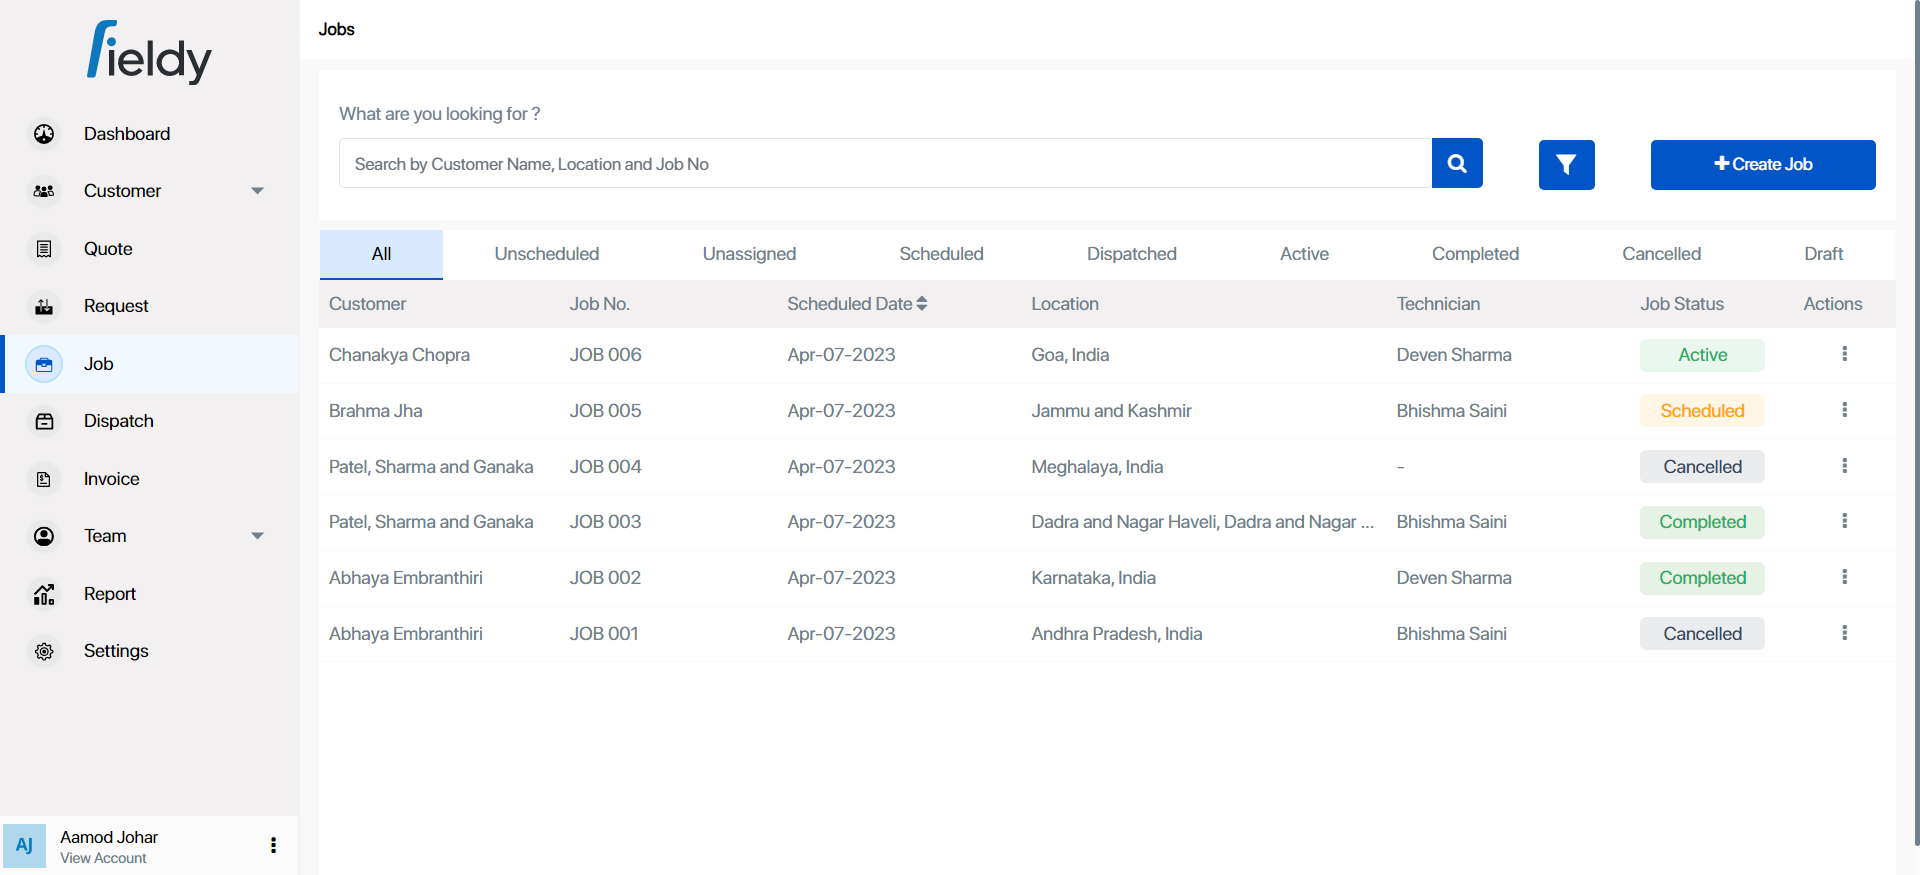 fieldy
Dashboard
Customer
Quote
Request
Job
Dispatch
Invoice
Team
Report
Settings
AJ
Aamod Johar
View Account
Jobs
What are you looking for ?
Search by Customer Name, Location and Job No
Create Job
All Unscheduled Unassigned Scheduled Dispatched Active Completed Cancelled Draft
Customer Job No. Scheduled Date Location Technician Job Status Actions
Chanakya Chopra JOB 006 Apr-07-2023 Goa, India Deven Sharma Active
Brahma Jha JOB 005 Apr-07-2023 Jammu and Kashmir Bhishma Saini Scheduled
Patel, Sharma and Ganaka JOB 004 Apr-07-2023 Meghalaya, India - Cancelled
Patel, Sharma and Ganaka JOB 003 Apr-07-2023 Dadra and Nagar Haveli, Dadra and Nagar ... Bhishma Saini Completed
Abhaya Embranthiri JOB 002 Apr-07-2023 Karnataka, India Deven Sharma Completed
Abhaya Embranthiri JOB 001 Apr-07-2023 Andhra Pradesh, India Bhishma Saini Cancelled